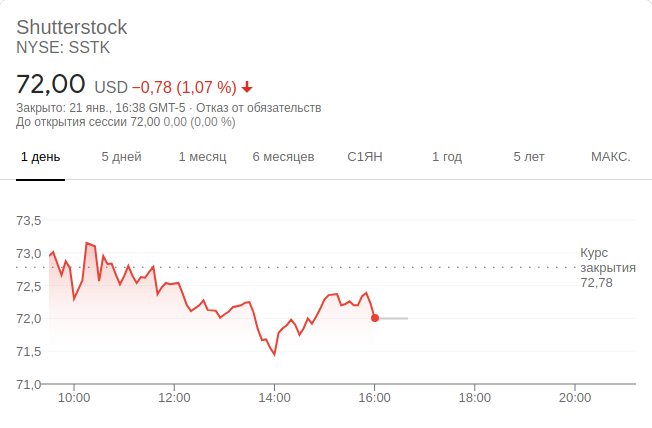 Shutterstock
NYSE: SSTK
72,00 USD −0,78 (1,07 %)
Закрыто: 21 янв., 16:38 GMT-5 · Отказ от обязательств
До открытия сессии 72,00 0,00 (0,00 %)
1 день 5 дней 1 месяц 6 месяцев С1ЯН 1 год 5 лет МАКС.
73,5
73,0
72,5
72,0
71,5
71,0
Курс
закрытия
72,78
10:00 12:00 14:00 16:00 18:00 20:00